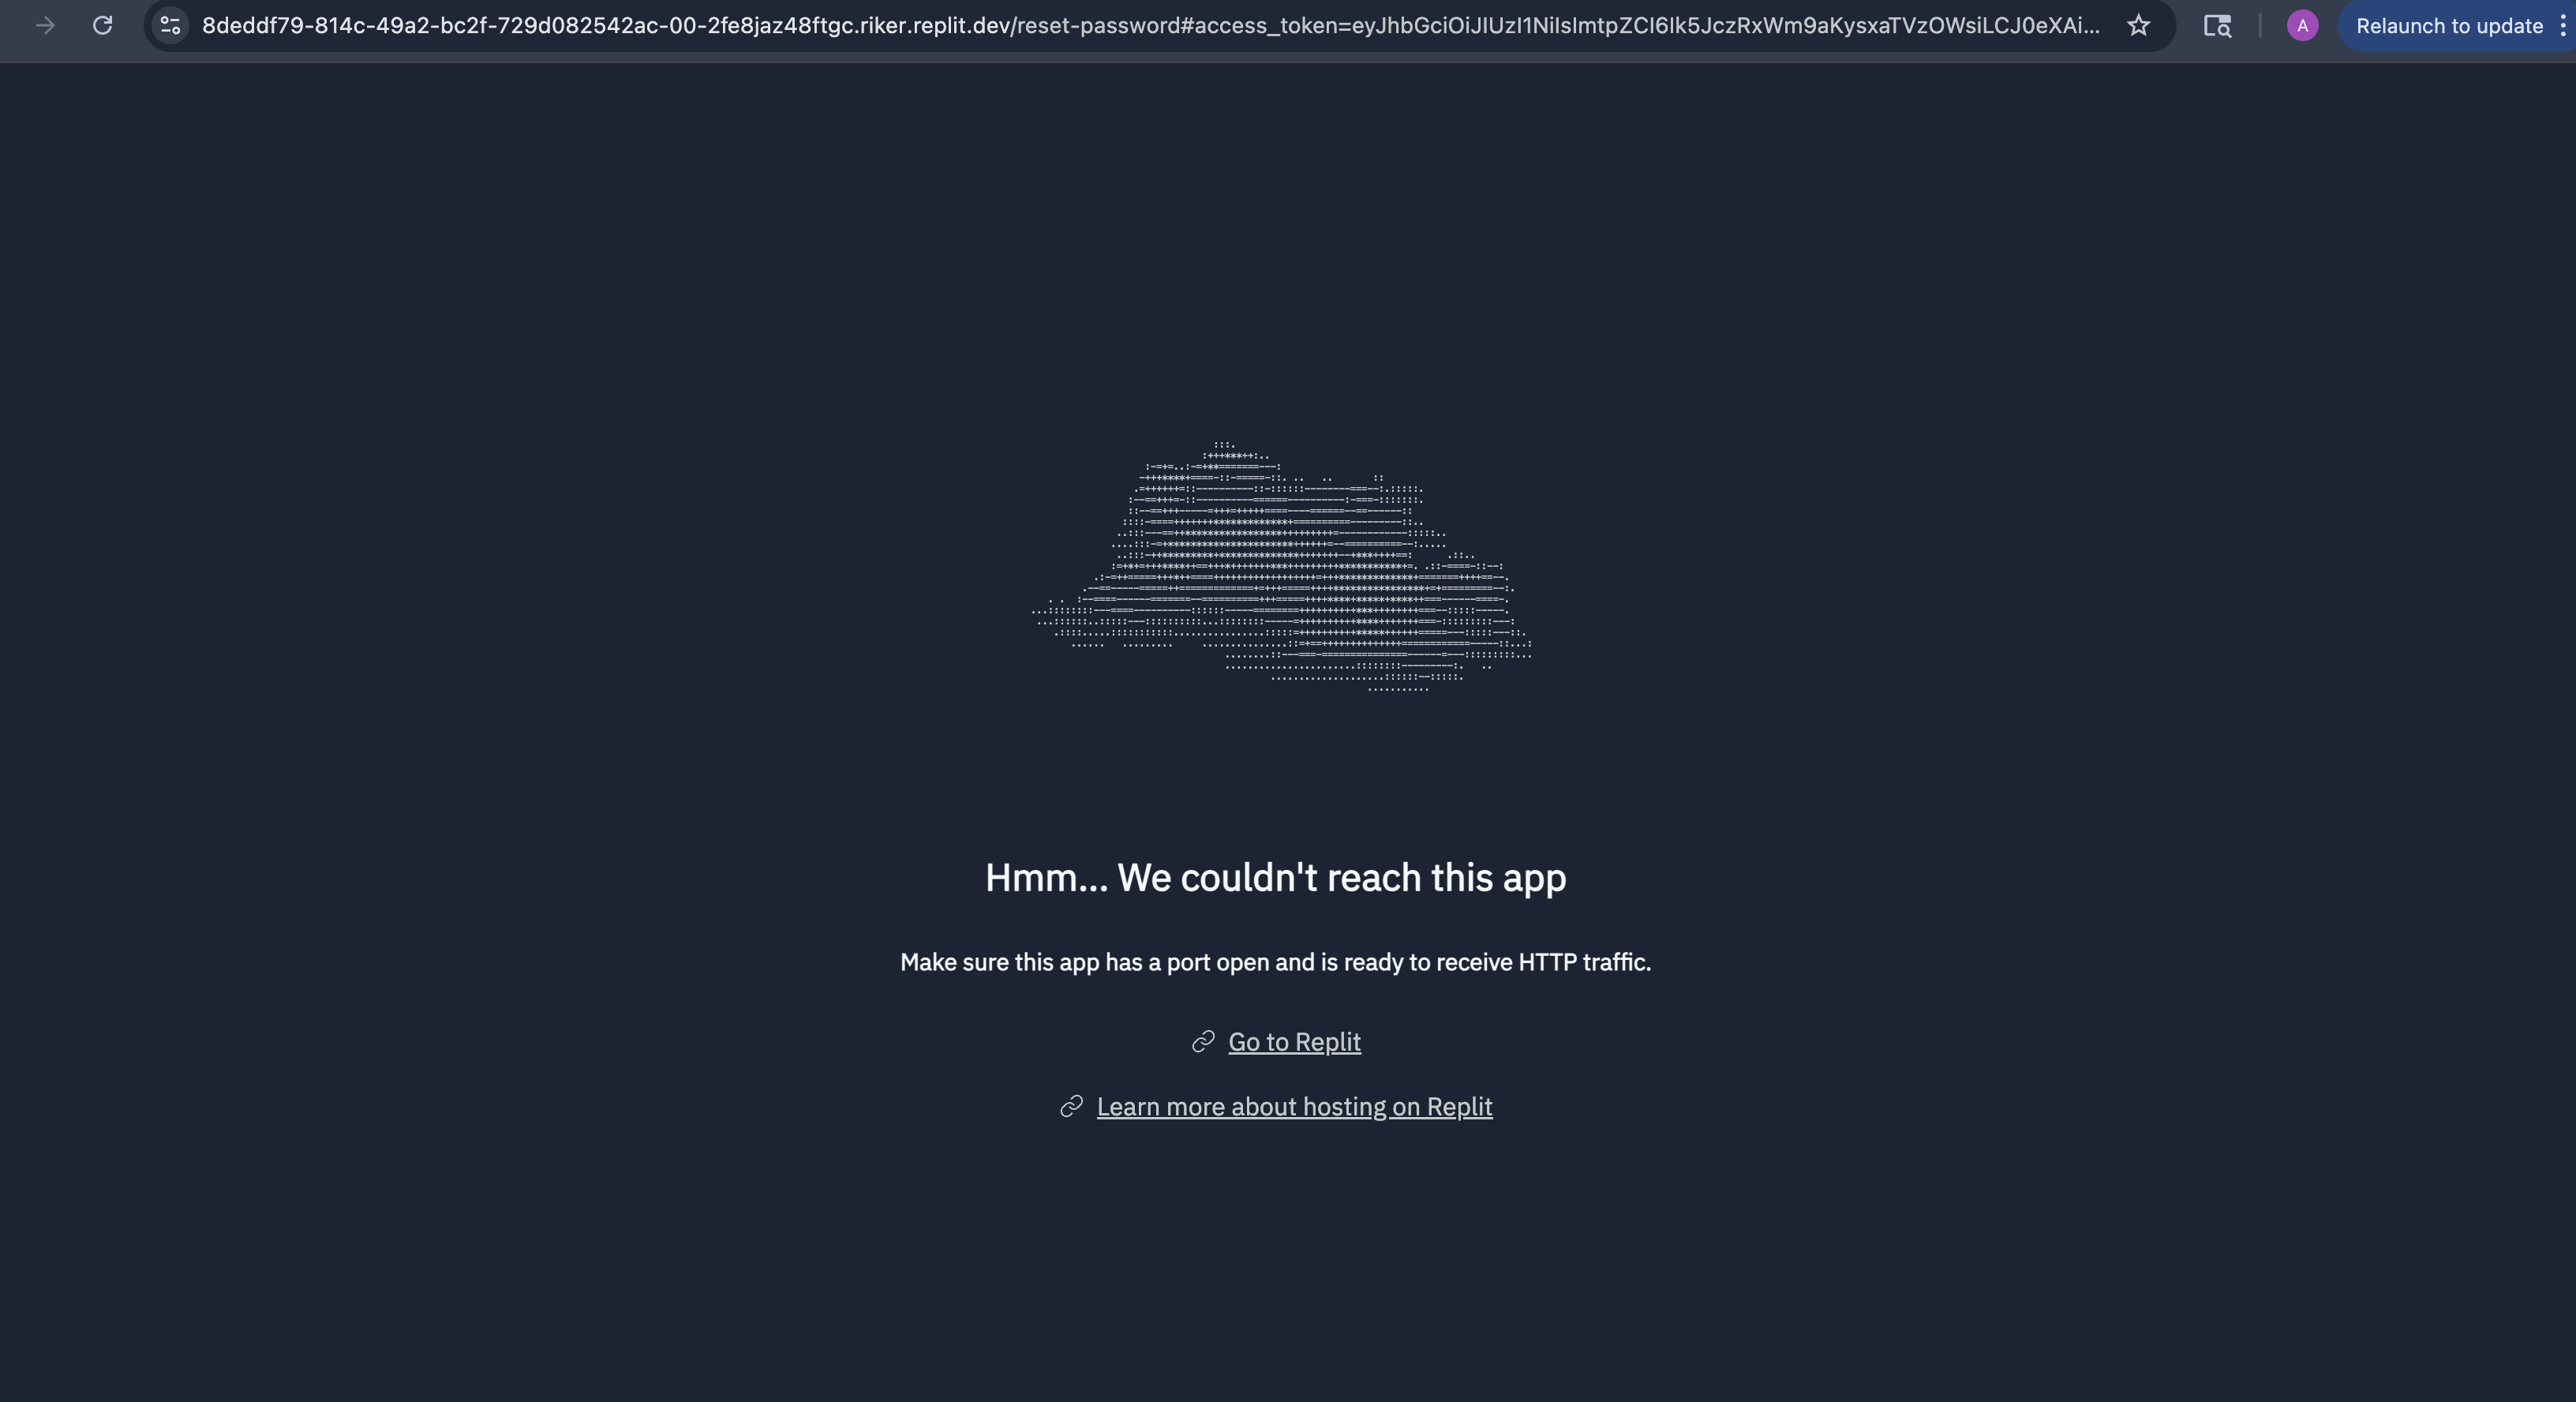 8deddf79-814c-49a2-bc2f-729d082542ac-00-2fe8jaz48ftgc.riker.replit.dev/reset-password#access_token=eyJhbGciOiJIUzI1NiIsImtpZCI6Ik5JczRxWm9aKysxaTVzOWsiLCJ0eXAi...
A
Relaunch to update
Hmm... We couldn't reach this app
Make sure this app has a port open and is ready to receive HTTP traffic.
Go to Replit
Learn more about hosting on Replit